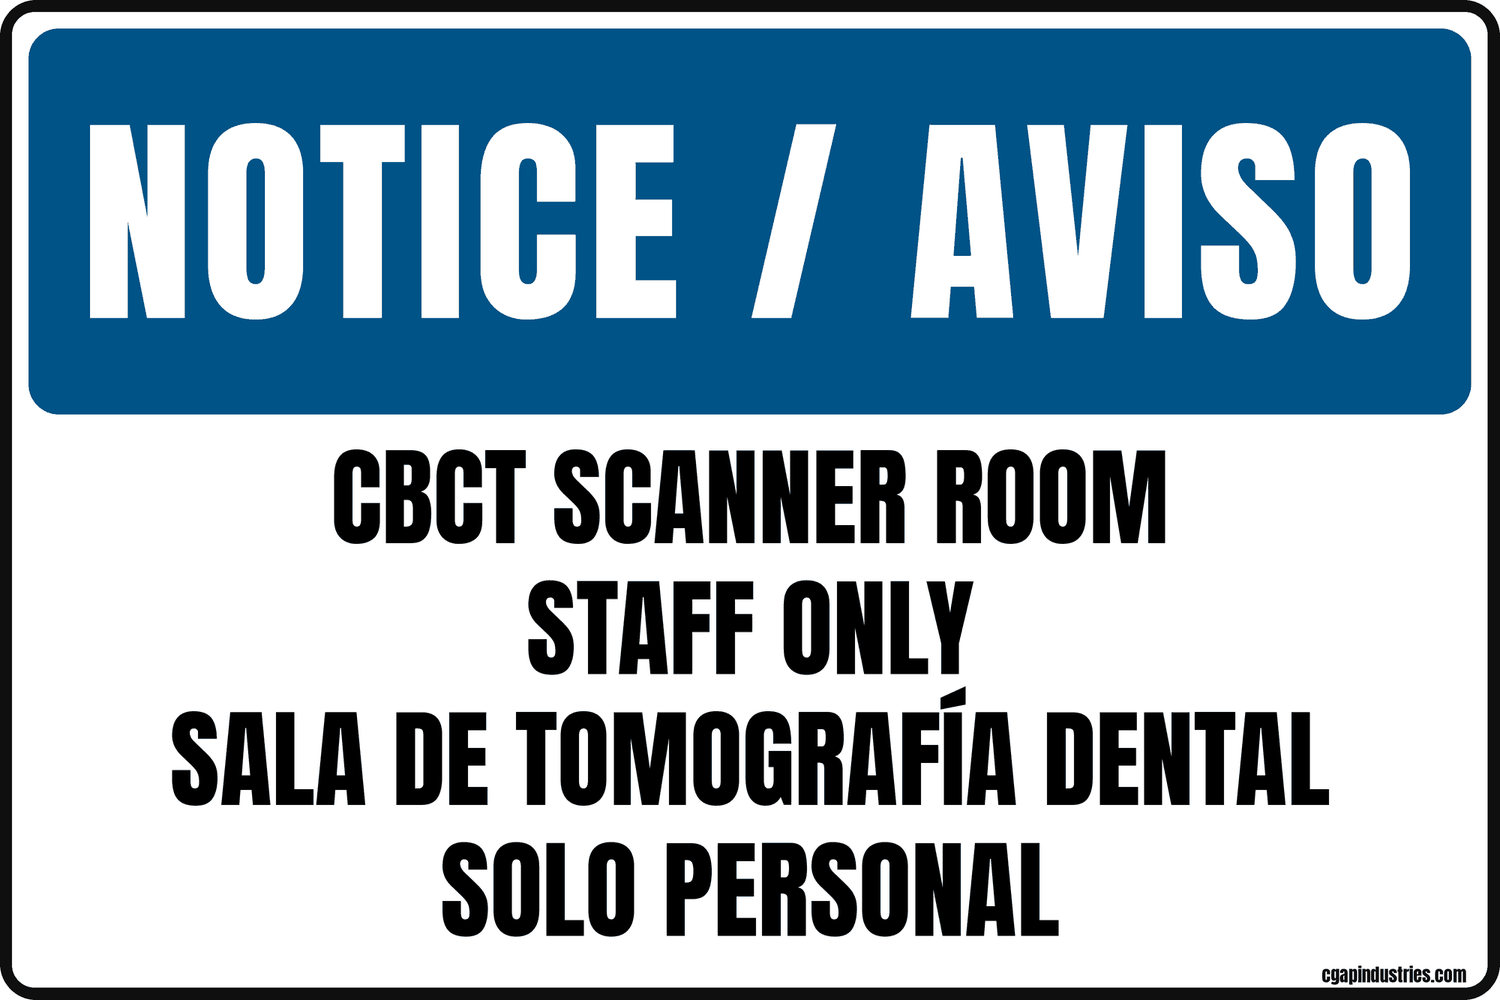 NOTICE / AVISO
CBCT SCANNER ROOM
STAFF ONLY
SALA DE TOMOGRAFÍA DENTAL
SOLO PERSONAL
cgapindustries.com